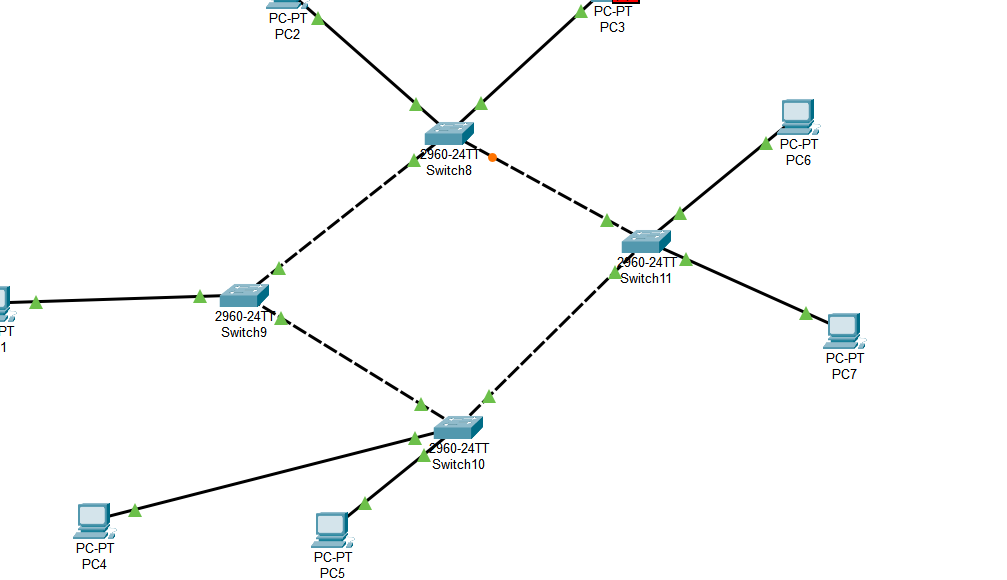 PC-PT
PC2
PC-PT
PC3
2960-24TT
Switch8
PC-PT
PC6
2960-24TT
Switch11
PT
1
2960-24TT
Switch9
PC-PT
PC7
2960-24TT
Switch10
PC-PT
PC4
PC-PT
PC5